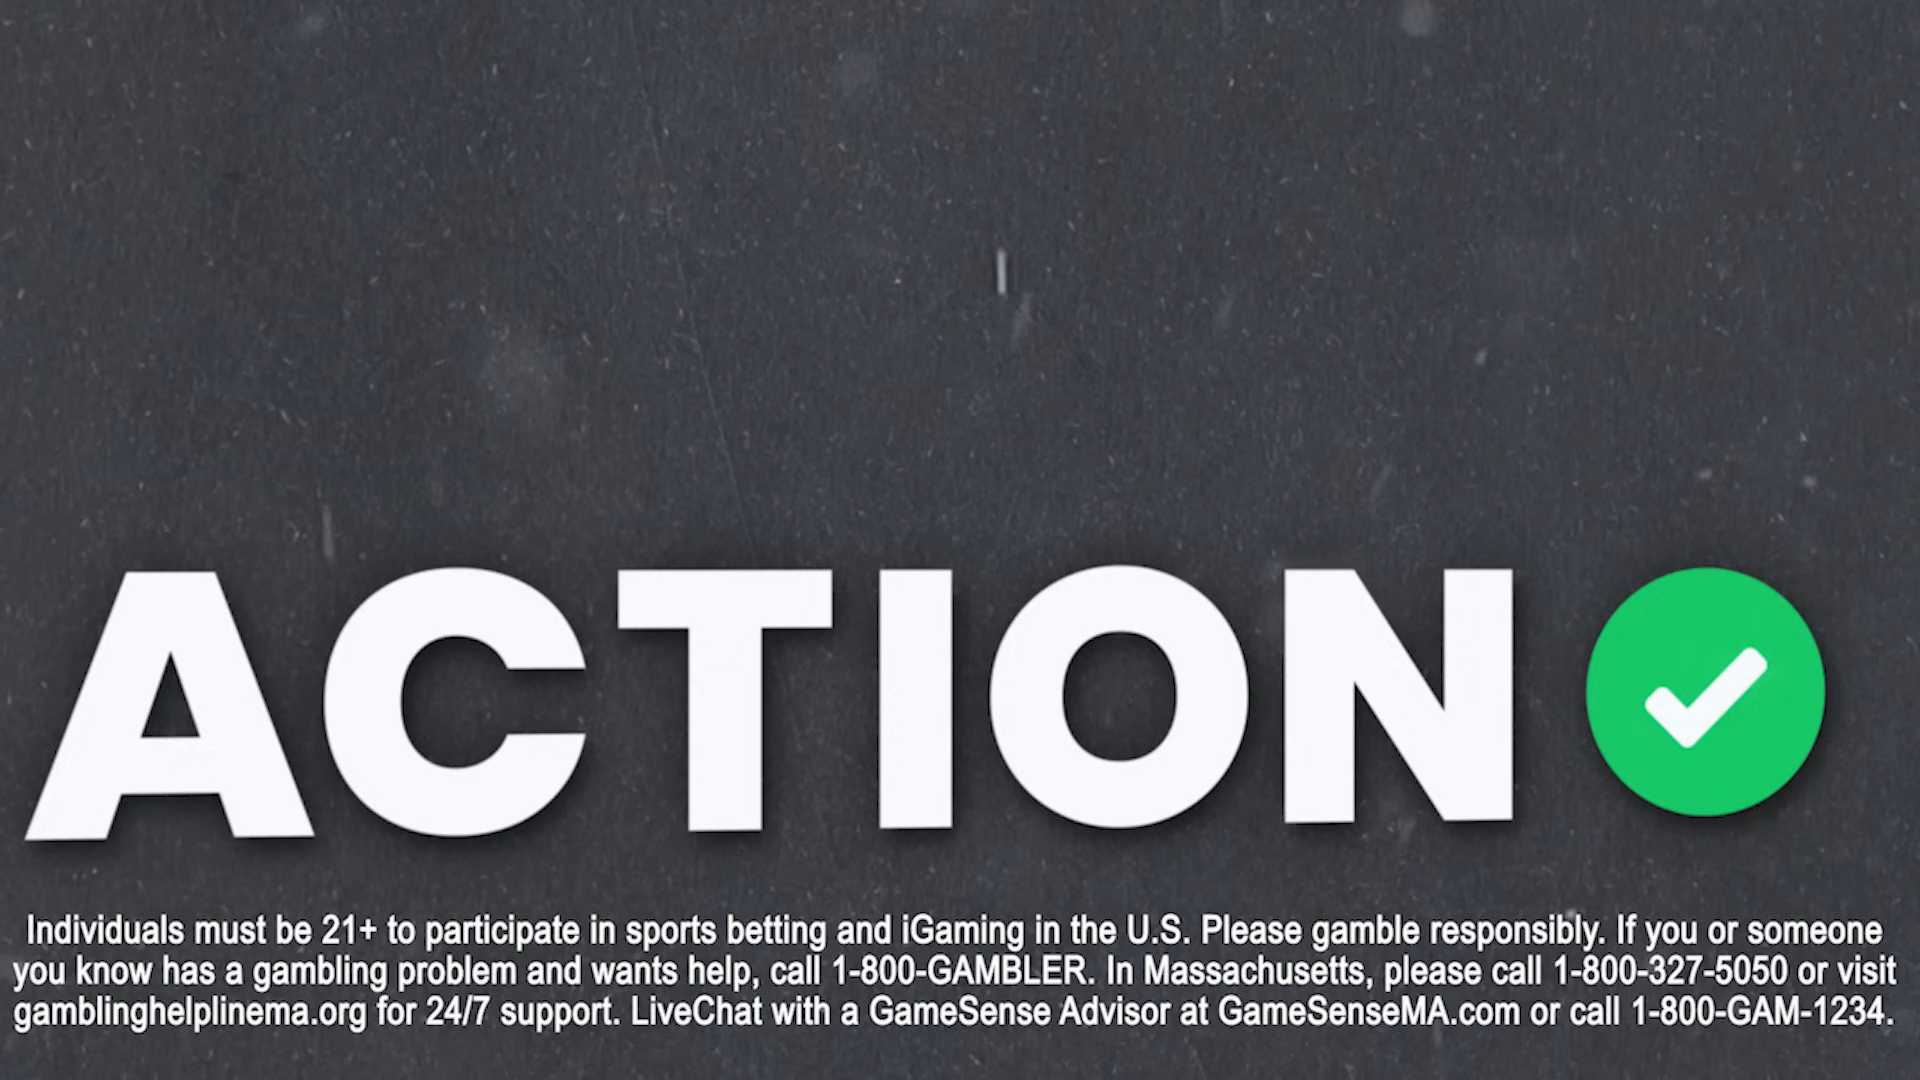 ACTION
Individuals must be 21+ to participate in sports betting and iGaming in the U.S. Please gamble responsibly. If you or someone
you know has a gambling problem and wants help, call 1-800-GAMBLER. In Massachusetts, please call 1-800-327-5050 or visit
gamblinghelplinema.org for 24/7 support. LiveChat with a GameSense Advisor at GameSenseMA.com or call 1-800-GAM-1234.